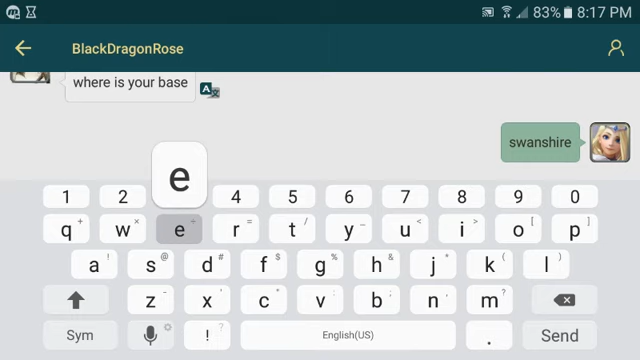 83% 8:17 PM
BlackDragonRose
where is your base
A
swanshire
e
1 2 4 5 6 7 8 9 0
q + w × e ÷ r = t / y _ u < i > o [ p ]
a ! s @ d # f $ g % h & j * k ( l )
z - x ' c " v : b ; n , m ?
Sym ! ? English(US) . Send